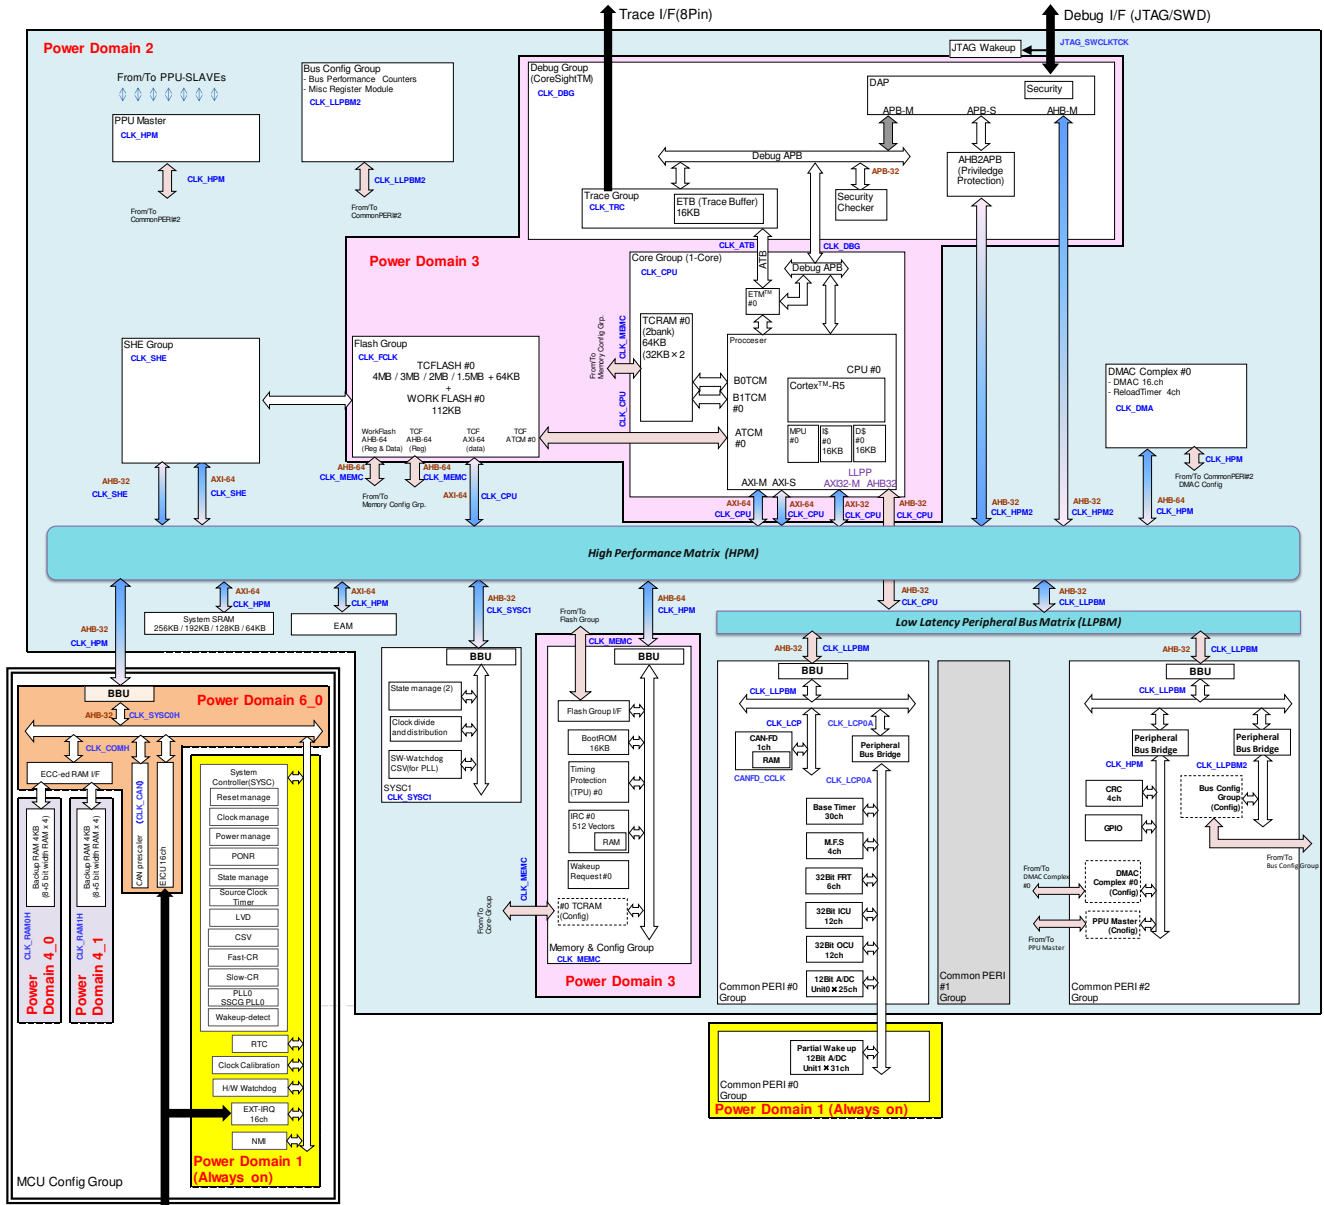 Trace I/F(8Pin)
Debug I/F (JTAG/SWD)
Power Domain 2
JTAG Wakeup
JTAG_SWCLKTCK
From/To PPU-SLAVEs
PPU Master
CLK_HPM
CLK_HPM
From/To
CommonPERI#2
Bus Config Group
- Bus Performance Counters
- Misc Register Module
CLK_LLPBM2
CLK_LLPBM2
From/To
CommonPERI#2
Debug Group
(CoreSightTM)
CLK_DBG
DAP
Security
APB-M
APB-S
AHB-M
Debug APB
APB-32
AHB2APB
(Priviledge
Protection)
Trace Group
CLK_TRC
ETB (Trace Buffer)
16KB
Security
Checker
Power Domain 3
CLK_ATB
ATB
CLK_DBG
Core Group (1-Core)
CLK_CPU
Debug APB
ETM™
#0
TCRAM #0
(2bank)
64KB
(32KB × 2
CLK_MEMC
From/To
Memory Config Grp.
CLK_CPU
Procceser
CPU #0
Cortex™-R5
B0TCM
B1TCM
#0
ATCM
#0
MPU
#0
I$
#0
16KB
D$
#0
16KB
LLPP
AXI-M AXI-S
AXI32-M AHB32
SHE Group
CLK_SHE
Flash Group
CLK_FCLK
TCFLASH #0
4MB / 3MB / 2MB / 1.5MB + 64KB
+
WORK FLASH #0
112KB
WorkFlash
AHB-64
(Reg & Data)
TCF
AHB-64
(Reg)
TCF
AXI-64
(data)
TCF
ATCM #0
DMAC Complex #0
- DMAC 16.ch
- ReloadTimer 4ch
CLK_DMA
CLK_HPM
From/To CommonPERI#2
DMAC Config
AHB-32
CLK_SHE
AXI-64
CLK_SHE
AHB-64
CLK_MEMC
AHB-64
CLK_MEMC
From/To
Memory Config Grp.
AXI-64
CLK_CPU
AXI-64
CLK_CPU
AXI-64
CLK_CPU
AXI-32
CLK_CPU
AHB-32
CLK_CPU
AHB-32
CLK_HPM2
AHB-32
CLK_HPM2
AHB-64
CLK_HPM
High Performance Matrix (HPM)
AHB-32
CLK_HPM
AXI-64
CLK_HPM
System SRAM
256KB / 192KB / 128KB / 64KB
AXI-64
CLK_HPM
EAM
AHB-32
CLK_SYSC1
From/To
Flash Group
AHB-64
CLK_HPM
AHB-32
CLK_CPU
AHB-32
CLK_LLPBM
Low Latency Peripheral Bus Matrix (LLPBM)
BBU
Power Domain 6_0
AHB-32
CLK_SYSC0H
CLK_COMH
ECC-ed RAM I/F
Backup RAM 4KB
(8+5 bit width RAM x 4)
CLK_RAM0H
Power
Domain 4_0
Backup RAM 4KB
(8+5 bit width RAM x 4)
CLK_RAM1H
Power
Domain 4_1
CAN prescaler
(CLK_CAN)
EICU 16ch
System
Controller(SYSC)
Reset manage
Clock manage
Power manage
PONR
State manage
Source Clock
Timer
LVD
CSV
Fast-CR
Slow-CR
PLL0
SSCG PLL0
Wakeup-detect
RTC
Clock Calibration
H/W Watchdog
EXT-IRQ
16ch
NMI
Power Domain 1
(Always on)
MCU Config Group
BBU
State manage (2)
Clock divide
and distribution
SW-Watchdog
CSV(for PLL)
SYSC1
CLK_SYSC1
CLK_MEMC
BBU
Flash Group I/F
BootROM
16KB
Timing
Protection
(TPU) #0
IRC #0
512 Vectors
RAM
Wakeup
Request #0
#0 TCRAM
(Config)
CLK_MEMC
From/To
Core-Group
Memory & Config Group
CLK_MEMC
Power Domain 3
AHB-32
CLK_LLPBM
BBU
CLK_LLPBM
CLK_LCP
CLK_LCP0A
CAN-FD
1ch
RAM
CANFD_CCLK
Peripheral
Bus Bridge
CLK_LCP0A
Base Timer
30ch
M.F.S
4ch
32Bit FRT
6ch
32Bit ICU
12ch
32Bit OCU
12ch
12Bit A/DC
Unit0 × 25ch
Common PERI #0
Group
Common PERI
#1
Group
Partial Wake up
12Bit A/DC
Unit1 × 31ch
Common PERI #0
Group
Power Domain 1 (Always on)
AHB-32
CLK_LLPBM
BBU
CLK_LLPBM
Peripheral
Bus Bridge
CLK_HPM
Peripheral
Bus Bridge
CLK_LLPBM2
CRC
4ch
GPIO
Bus Config
Group
(Config)
From/To
Bus Config Group
From/To
DMAC Complex
#0
DMAC
Complex #0
(Config)
PPU Master
(Cnofig)
From/To
PPU Master
Common PERI #2
Group